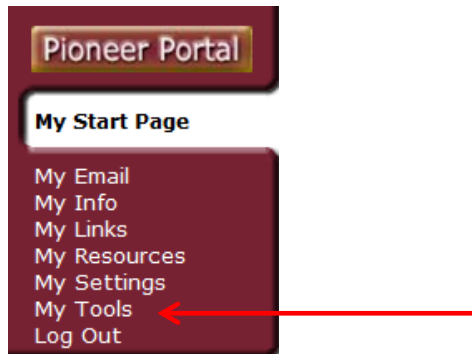 Pioneer Portal
My Start Page
My Email
My Info
My Links
My Resources
My Settings
My Tools
Log Out